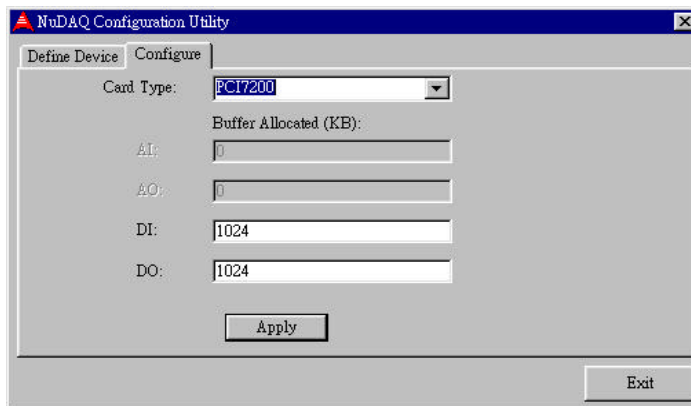 NuDAQ Configuration Utility
Define Device Configure
Card Type: PCI7200
Buffer Allocated (KB):
AI: 0
AO: 0
DI: 1024
DO: 1024
Apply
Exit